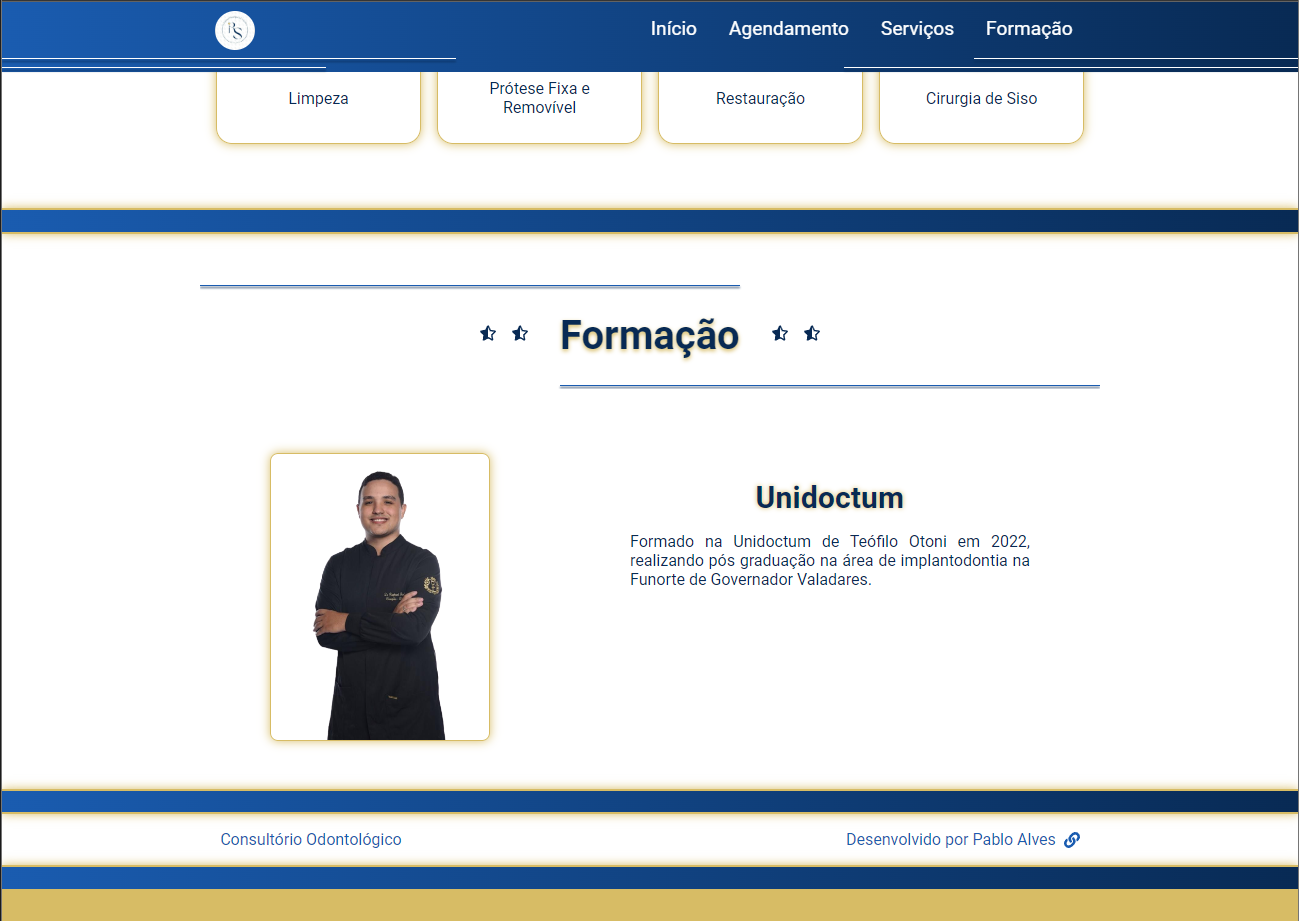 RS
Início Agendamento Serviços Formação
Limpeza
Prótese Fixa e
Removível
Restauração
Cirurgia de Siso
Formação
Unidoctum
Formado na Unidoctum de Teófilo Otoni em 2022,
realizando pós graduação na área de implantodontia na
Funorte de Governador Valadares.
Consultório Odontológico
Desenvolvido por Pablo Alves